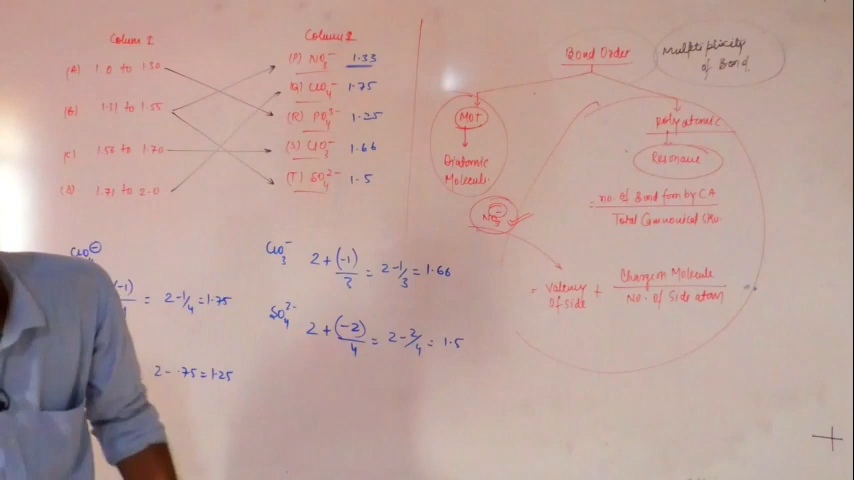 Column I
(A) 1.0 to 1.30
(B) 1.31 to 1.55
(C) 1.56 to 1.70
(D) 1.71 to 2.0
Column 2
(P) NO3⁻ 1.33
(Q) ClO4⁻ 1.75
(R) PO4³⁻ 1.25
(S) ClO3⁻ 1.66
(T) SO4²⁻ 1.5
ClO4⊖
(-1) = 2-1/4 = 1.75
2-.75=1.25
ClO3⁻ 2+(-1)/3 = 2-1/3 = 1.66
SO4²⁻ 2+(-2)/4 = 2-2/4 = 1.5
Bond Order
Multiplicity
of Bond
MOT
Diatomic
Molecule
Polyatomic
Resonance
= no. of Bond form by CA
Total Cannonical
NO3⁻
= Valency
of side + Charge on Molecule
No. of Side atom